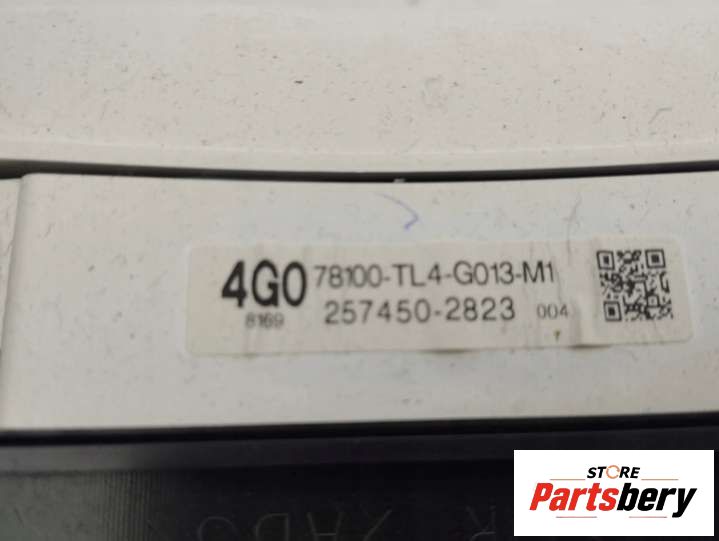 4G0 78100-TL4-G013-M1
8169 257450-2823 004
STORE
Partsbery